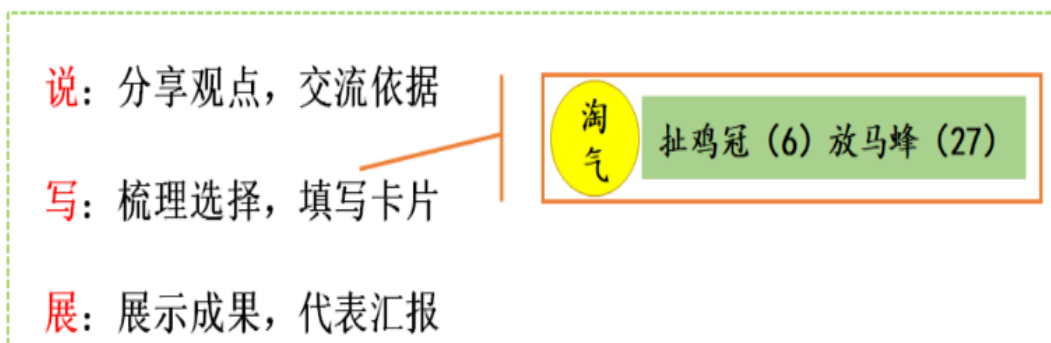 说：分享观点，交流依据
淘气
扯鸡冠（6）放马蜂（27）
写：梳理选择，填写卡片
展：展示成果，代表汇报